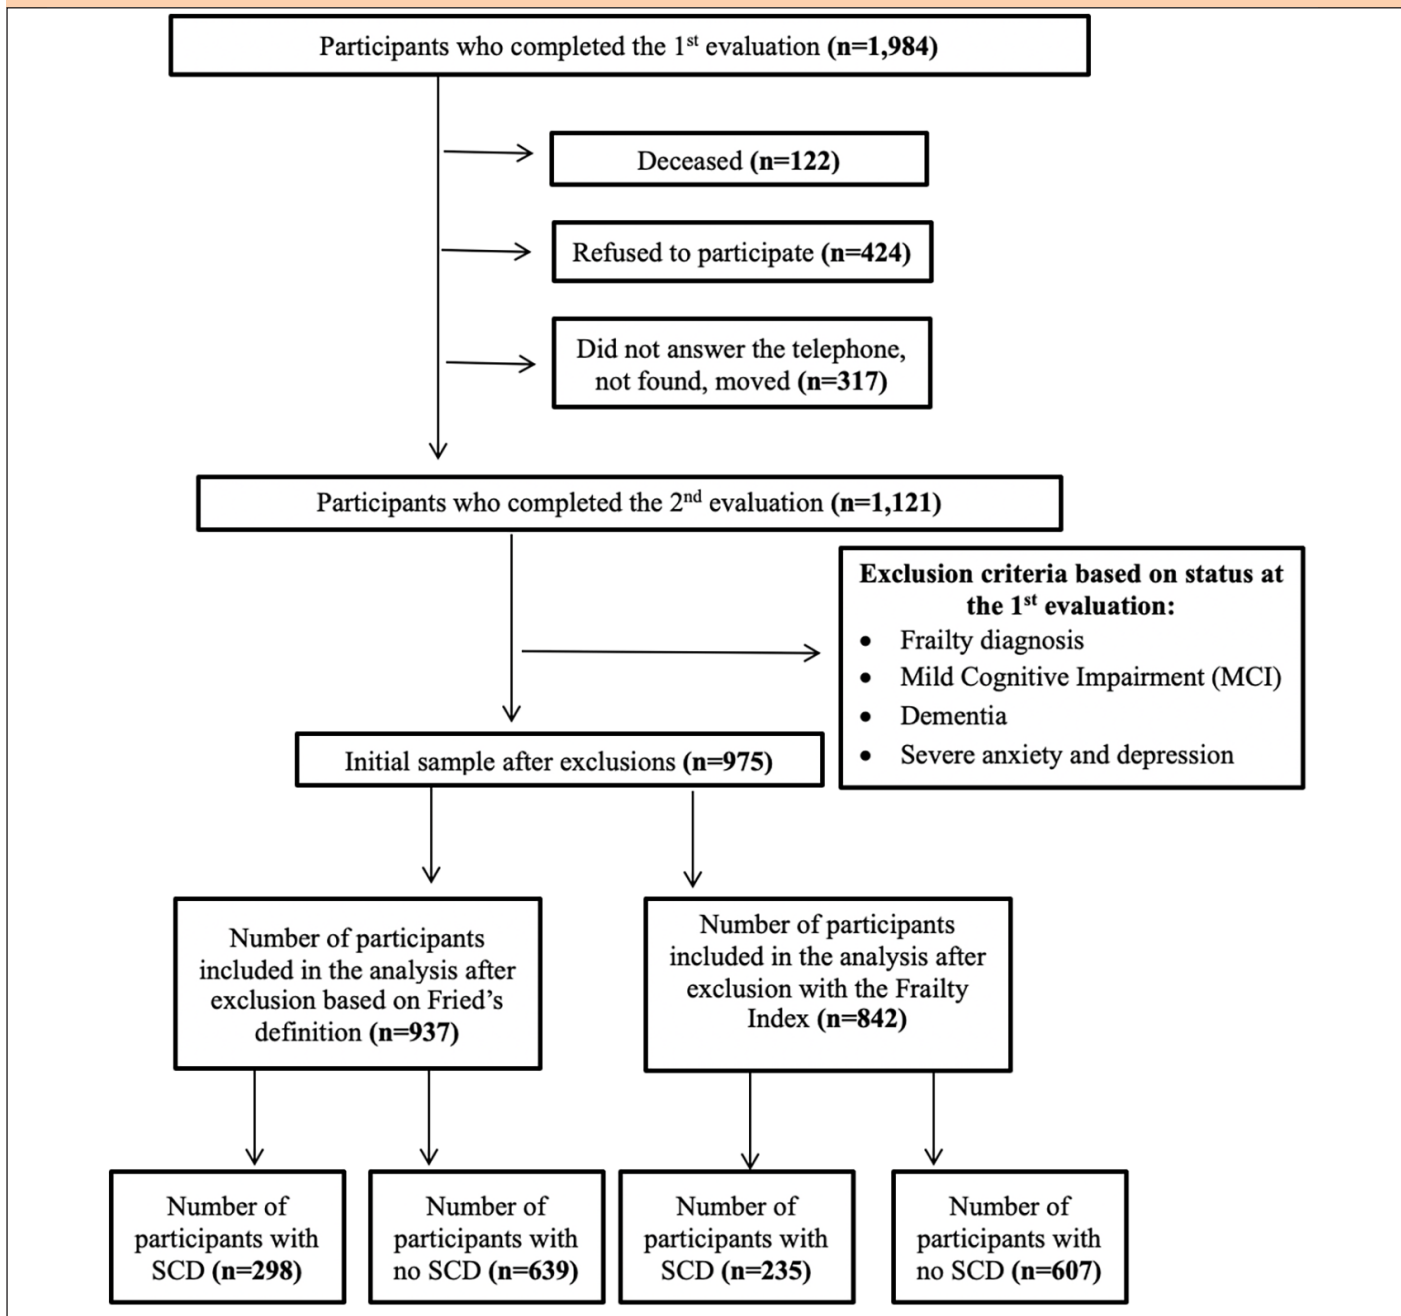 Participants who completed the 1st evaluation (n=1,984)
Deceased (n=122)
Refused to participate (n=424)
Did not answer the telephone,
not found, moved (n=317)
Participants who completed the 2nd evaluation (n=1,121)
Exclusion criteria based on status at
the 1st evaluation:
• Frailty diagnosis
• Mild Cognitive Impairment (MCI)
• Dementia
• Severe anxiety and depression
Initial sample after exclusions (n=975)
Number of participants
included in the analysis after
exclusion based on Fried’s
definition (n=937)
Number of participants
included in the analysis after
exclusion with the Frailty
Index (n=842)
Number of
participants with
SCD (n=298)
Number of
participants with
no SCD (n=639)
Number of
participants with
SCD (n=235)
Number of
participants with
no SCD (n=607)